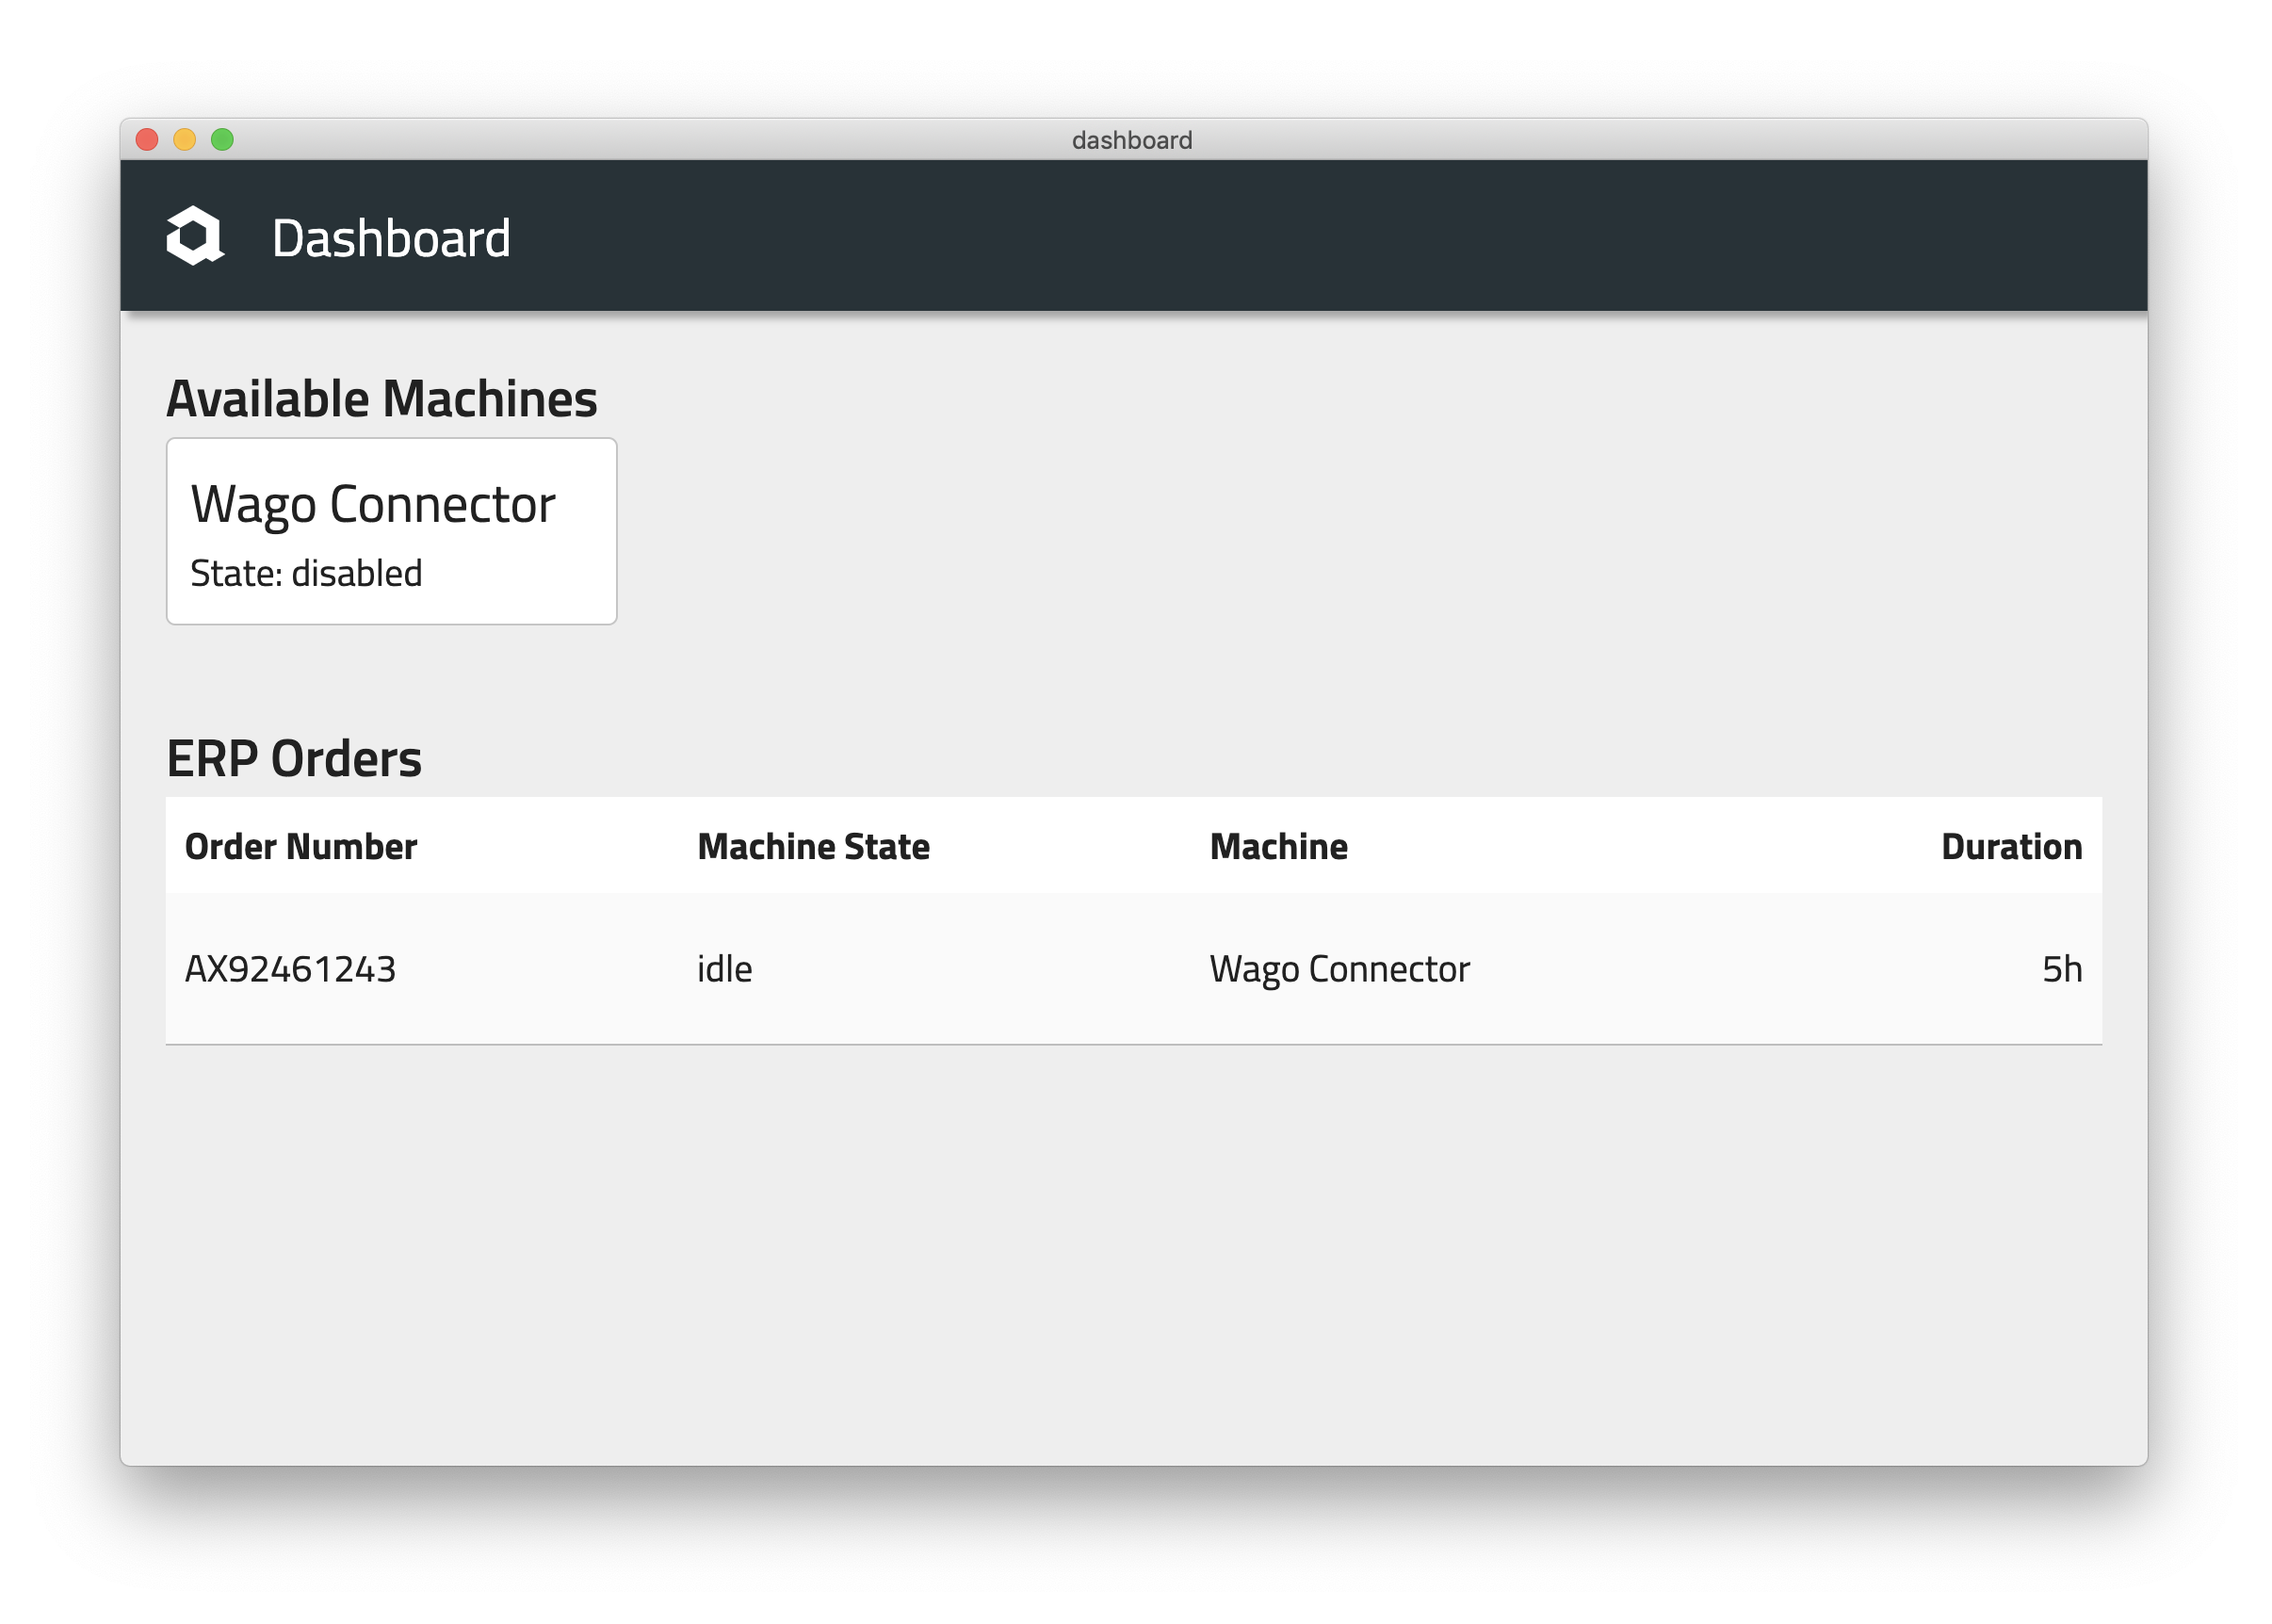 dashboard
Dashboard
Available Machines
Wago Connector
State: disabled
ERP Orders
Order Number Machine State Machine Duration
AX92461243 idle Wago Connector 5h